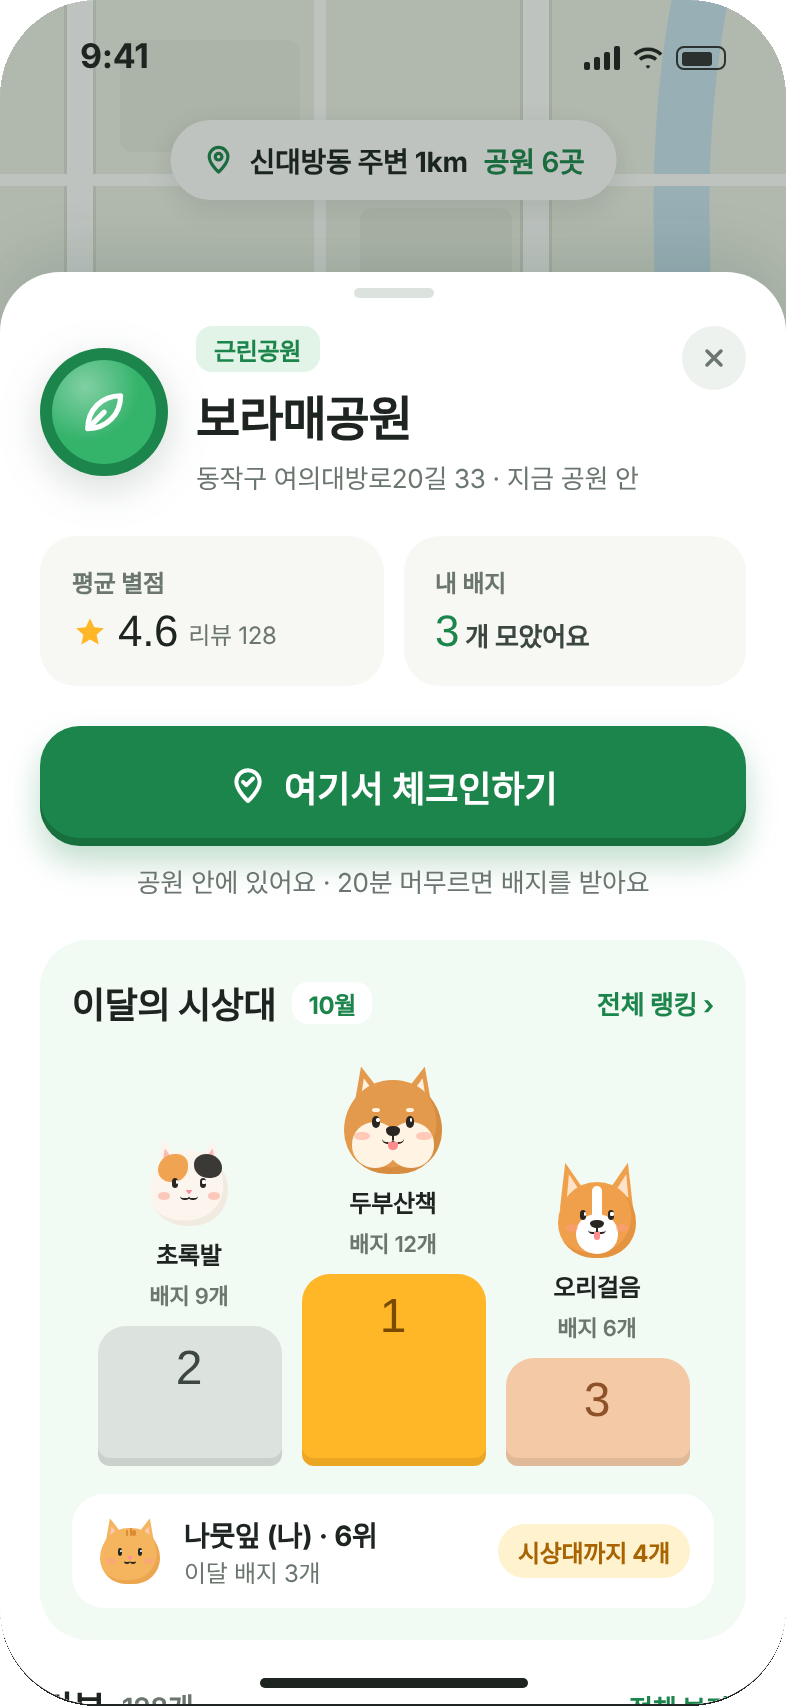 9:41
신대방동 주변 1km 공원 6곳
근린공원
보라매공원
동작구 여의대방로20길 33 · 지금 공원 안
평균 별점
4.6 리뷰 128
내 배지
3 개 모았어요
여기서 체크인하기
공원 안에 있어요 · 20분 머무르면 배지를 받아요
이달의 시상대 10월
전체 랭킹 ›
두부산책
배지 12개
초록발
배지 9개
오리걸음
배지 6개
1
2
3
나뭇잎 (나) · 6위
이달 배지 3개
시상대까지 4개